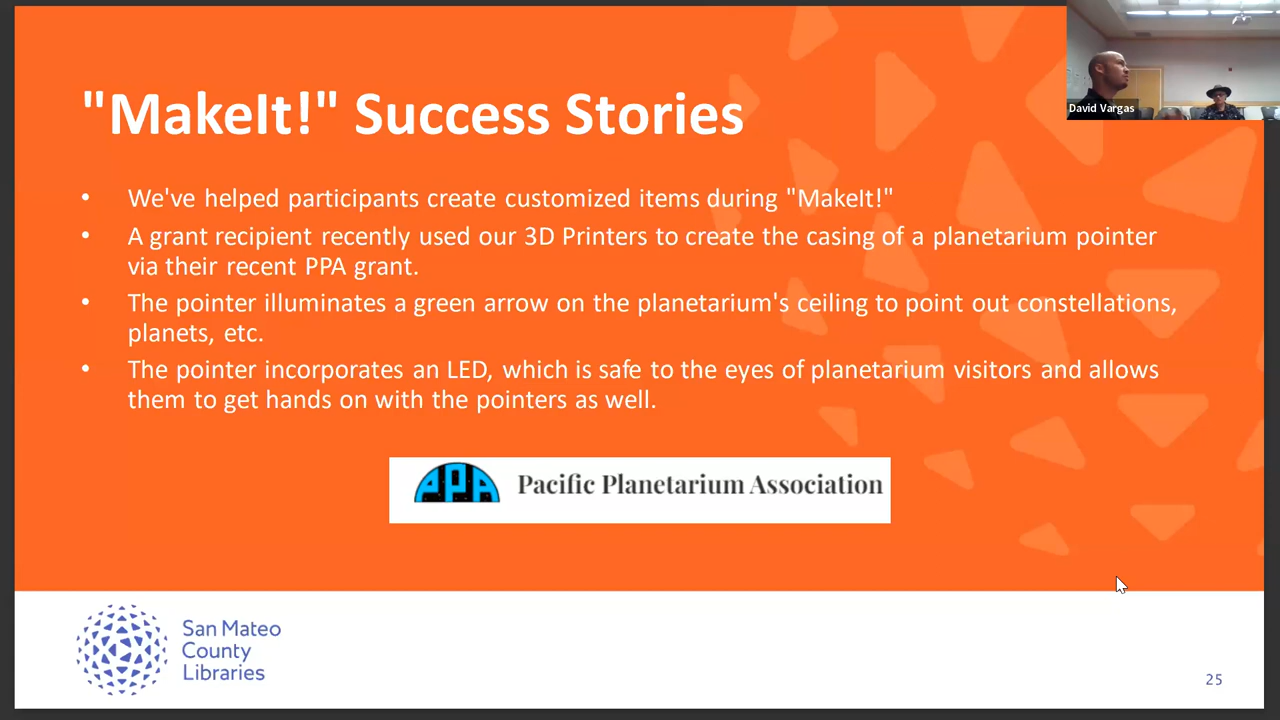 "MakeIt!" Success Stories
David Vargas
• We've helped participants create customized items during "MakeIt!"
• A grant recipient recently used our 3D Printers to create the casing of a planetarium pointer
via their recent PPA grant.
• The pointer illuminates a green arrow on the planetarium's ceiling to point out constellations,
planets, etc.
• The pointer incorporates an LED, which is safe to the eyes of planetarium visitors and allows
them to get hands on with the pointers as well.
PPA Pacific Planetarium Association
San Mateo
County
Libraries
25